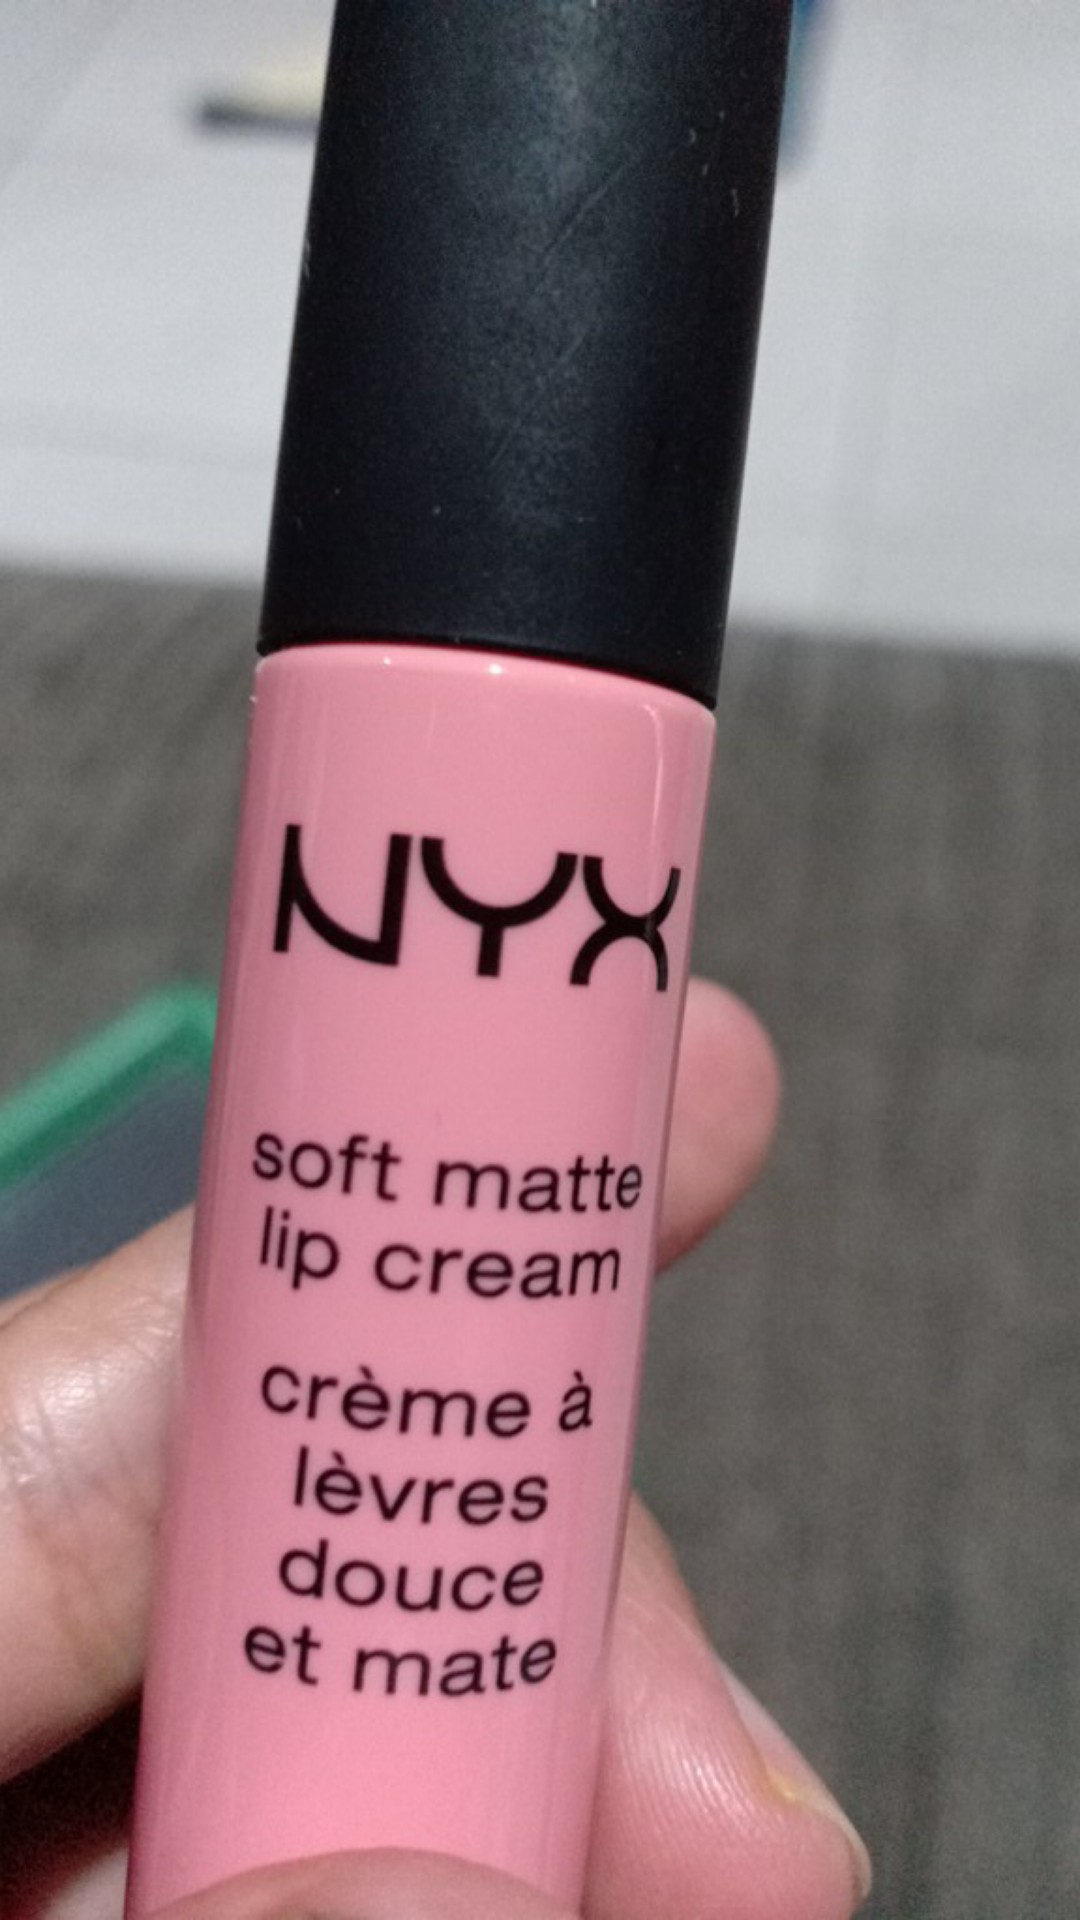 NYX
soft matte
lip cream
crème à
lèvres
douce
et mate